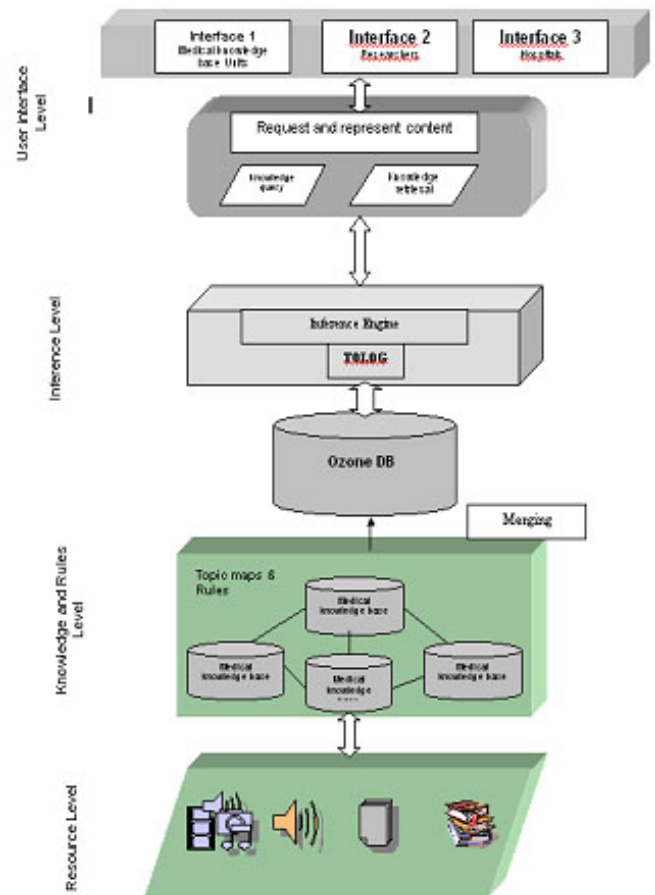 Interface 1
Medical knowledge
base Units
Interface 2
Researchers
Interface 3
Hospitals
User interface
Level
Request and represent content
Knowledge
query
Knowledge
retrieval
Inference Level
Inference Engine
TOLOG
Ozone DB
Merging
Knowledge and Rules
Level
Topic maps &
Rules
Medical
knowledge base
Medical
knowledge base
Medical
knowledge
Medical
knowledge base
Resource Level